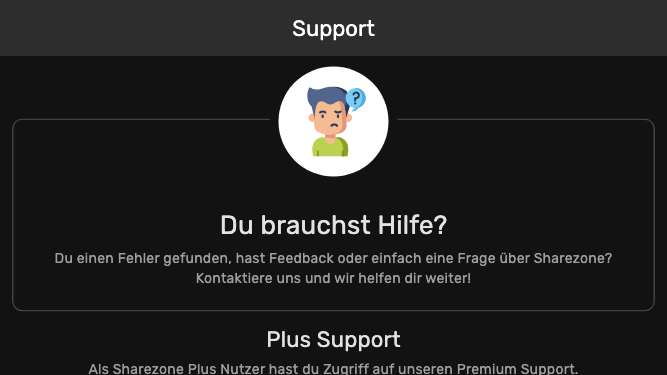 Support
?
Du brauchst Hilfe?
Du einen Fehler gefunden, hast Feedback oder einfach eine Frage über Sharezone?
Kontaktiere uns und wir helfen dir weiter!
Plus Support
Als Sharezone Plus Nutzer hast du Zugriff auf unseren Premium Support.